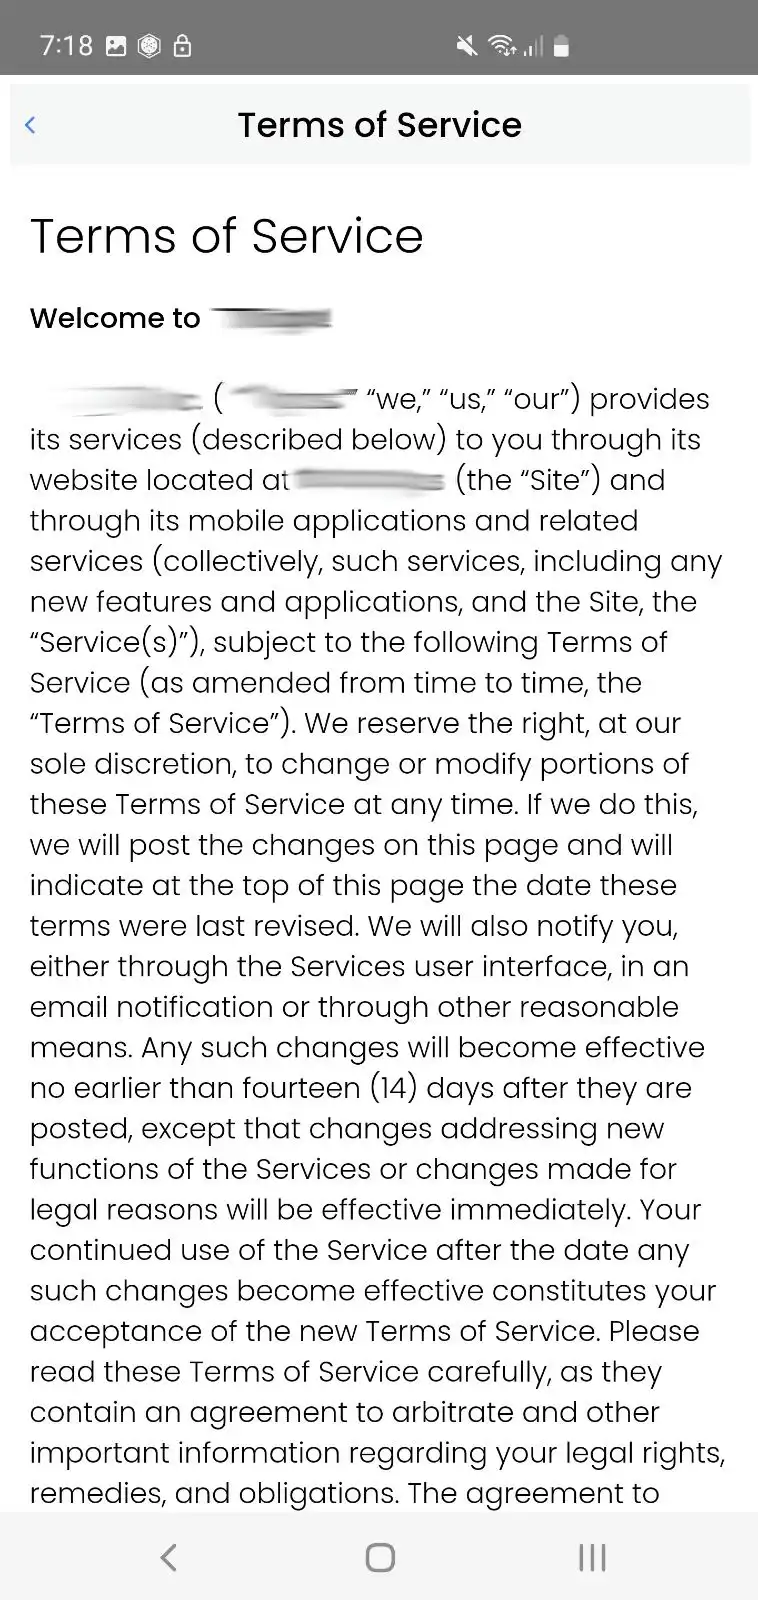 7:18
Terms of Service
Terms of Service
Welcome to
( “we,” “us,” “our”) provides
its services (described below) to you through its
website located at (the “Site”) and
through its mobile applications and related
services (collectively, such services, including any
new features and applications, and the Site, the
“Service(s)”), subject to the following Terms of
Service (as amended from time to time, the
“Terms of Service”). We reserve the right, at our
sole discretion, to change or modify portions of
these Terms of Service at any time. If we do this,
we will post the changes on this page and will
indicate at the top of this page the date these
terms were last revised. We will also notify you,
either through the Services user interface, in an
email notification or through other reasonable
means. Any such changes will become effective
no earlier than fourteen (14) days after they are
posted, except that changes addressing new
functions of the Services or changes made for
legal reasons will be effective immediately. Your
continued use of the Service after the date any
such changes become effective constitutes your
acceptance of the new Terms of Service. Please
read these Terms of Service carefully, as they
contain an agreement to arbitrate and other
important information regarding your legal rights,
remedies, and obligations. The agreement to